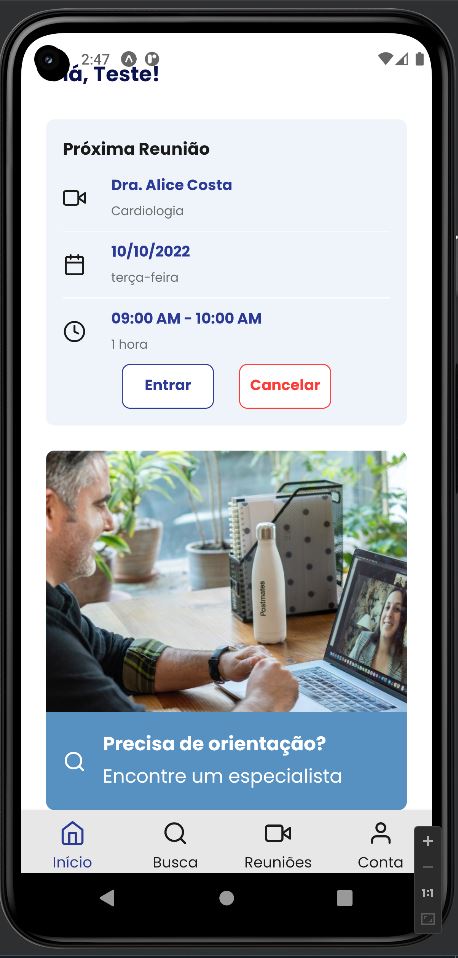 2:47
lá, Teste!
Próxima Reunião
Dra. Alice Costa
Cardiologia
10/10/2022
terça-feira
09:00 AM - 10:00 AM
1 hora
Entrar
Cancelar
Postmates
Precisa de orientação?
Encontre um especialista
Início
Busca
Reuniões
Conta
1:1